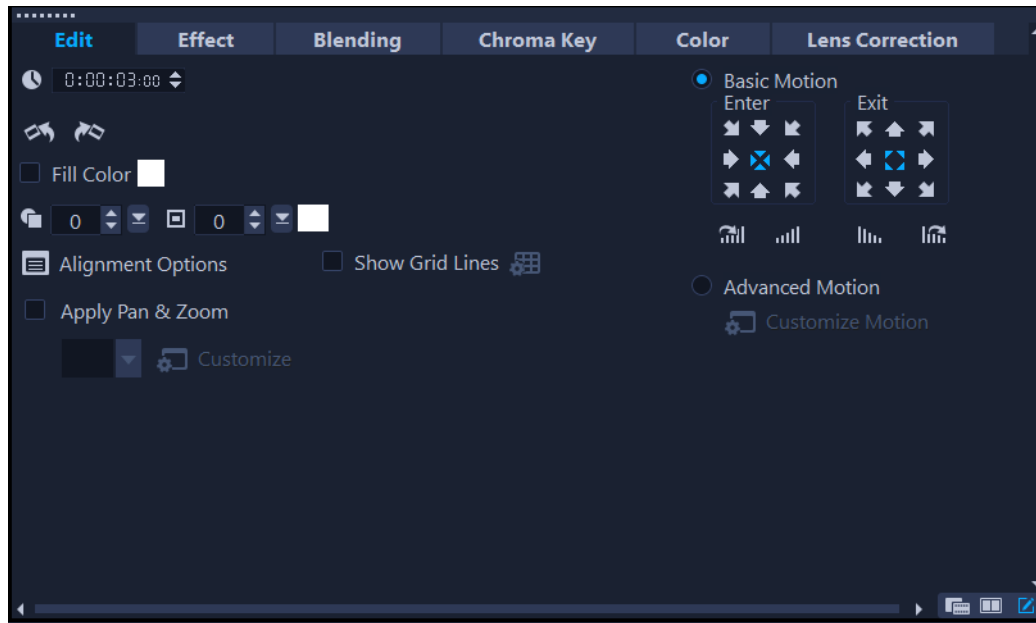 Edit Effect Blending Chroma Key Color Lens Correction
0:00:03:00
Basic Motion
Enter Exit
Fill Color
0 0
Alignment Options Show Grid Lines
Advanced Motion
Apply Pan & Zoom
Customize Motion
Customize